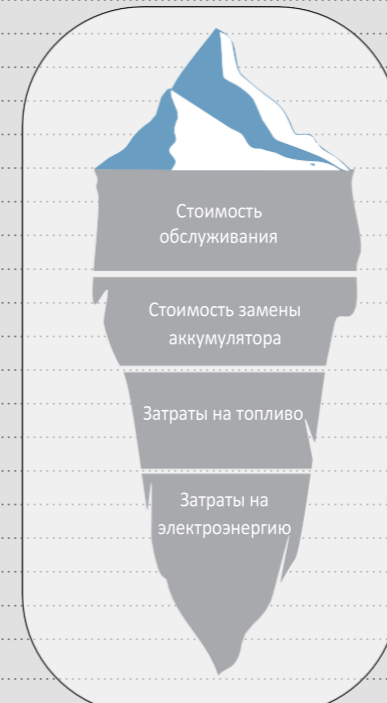 Стоимость
обслуживания
Стоимость замены
аккумулятора
Затраты на топливо
Затраты на
электроэнергию